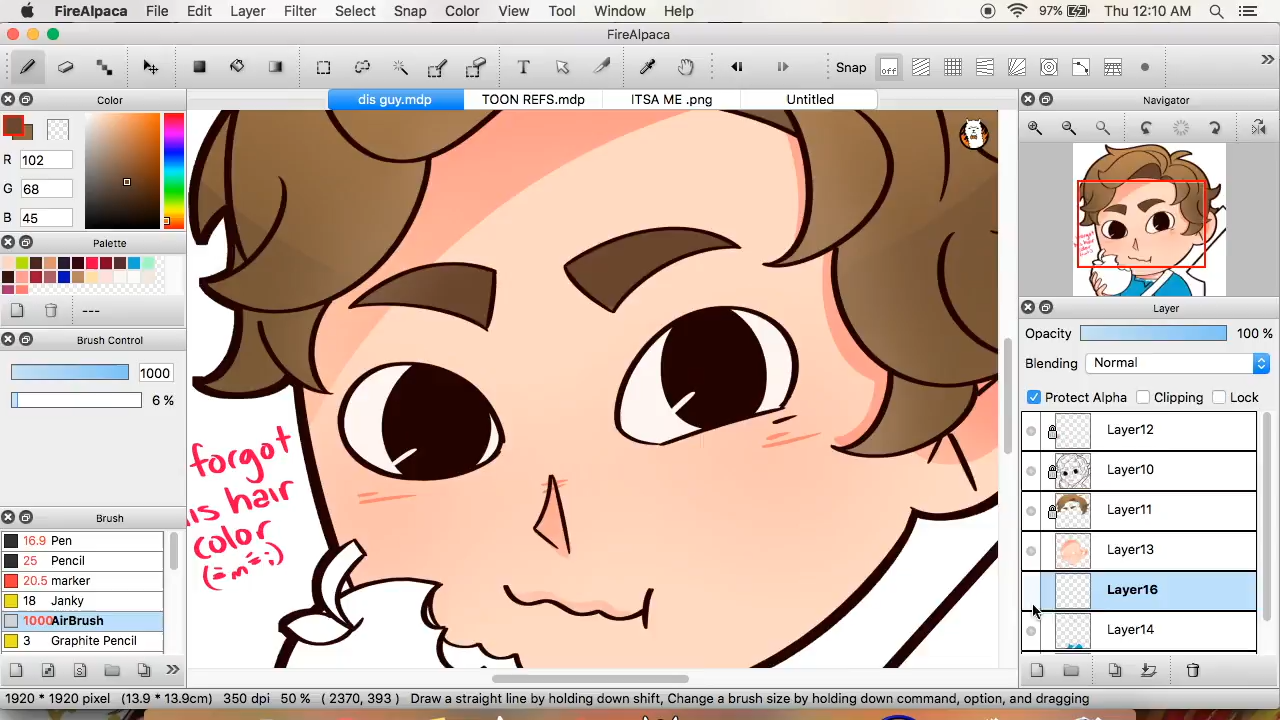 FireAlpaca File Edit Layer Filter Select Snap Color View Tool Window Help 97% Thu 12:10 AM
FireAlpaca
T Snap off
Color dis guy.mdp TOON REFS.mdp ITSA ME .png Untitled Navigator
R 102
G 68
B 45
Palette
---
Brush Control
1000
6 %
forgot
is hair
color
(=m=;)
Brush
16.9 Pen
25 Pencil
20.5 marker
18 Janky
1000 AirBrush
3 Graphite Pencil
Layer
Opacity 100 %
Blending Normal
Protect Alpha Clipping Lock
Layer12
Layer10
Layer11
Layer13
Layer16
Layer14
1920 * 1920 pixel (13.9 * 13.9cm) 350 dpi 50 % ( 2370, 393 ) Draw a straight line by holding down shift, Change a brush size by holding down command, option, and dragging